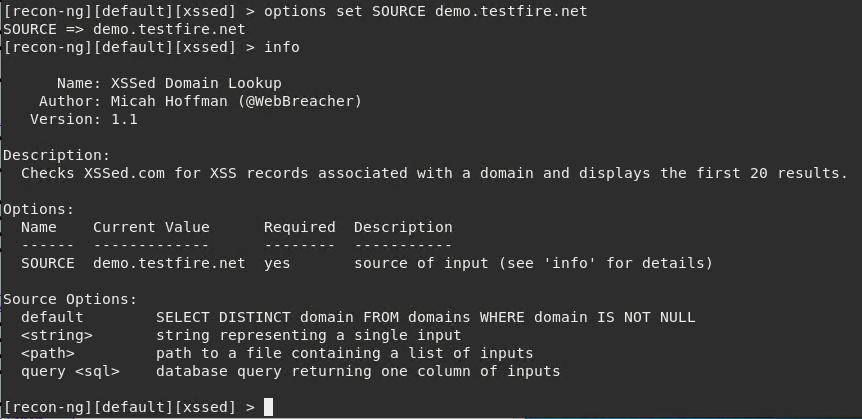 [recon-ng][default][xssed] > options set SOURCE demo.testfire.net
SOURCE => demo.testfire.net
[recon-ng][default][xssed] > info
Name: XSSed Domain Lookup
Author: Micah Hoffman (@WebBreacher)
Version: 1.1
Description:
Checks XSSed.com for XSS records associated with a domain and displays the first 20 results.
Options:
Name    Current Value      Required  Description
------  -------------      --------  -----------
SOURCE  demo.testfire.net  yes       source of input (see 'info' for details)
Source Options:
default        SELECT DISTINCT domain FROM domains WHERE domain IS NOT NULL
<string>       string representing a single input
<path>         path to a file containing a list of inputs
query <sql>    database query returning one column of inputs
[recon-ng][default][xssed] >